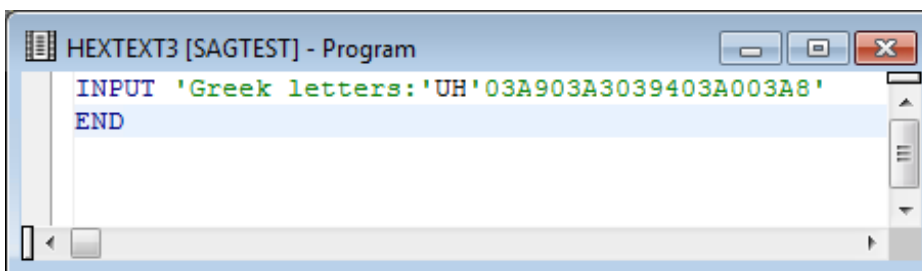 HEXTEXT3 [SAGTEST] - Program
INPUT 'Greek letters:'UH'03A903A3039403A003A8'
END